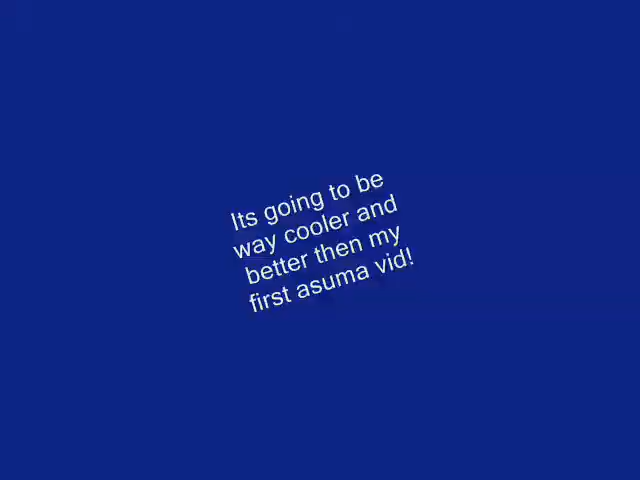 Its going to be
way cooler and
better then my
first asuma vid!